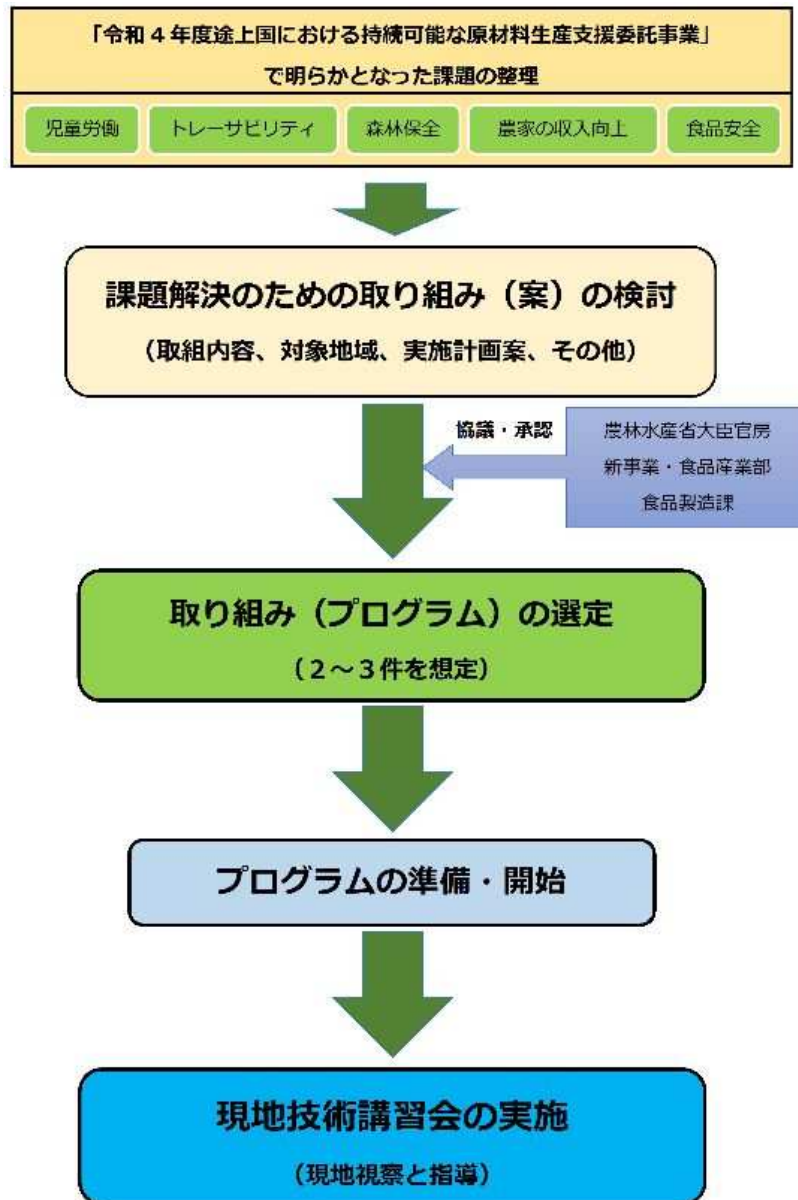 「令和４年度途上国における持続可能な原材料生産支援委託事業」
で明らかとなった課題の整理
児童労働
トレーサビリティ
森林保全
農家の収入向上
食品安全
課題解決のための取り組み（案）の検討
（取組内容、対象地域、実施計画案、その他）
協議・承認
農林水産省大臣官房
新事業・食品産業部
食品製造課
取り組み（プログラム）の選定
（２～３件を想定）
プログラムの準備・開始
現地技術講習会の実施
（現地視察と指導）